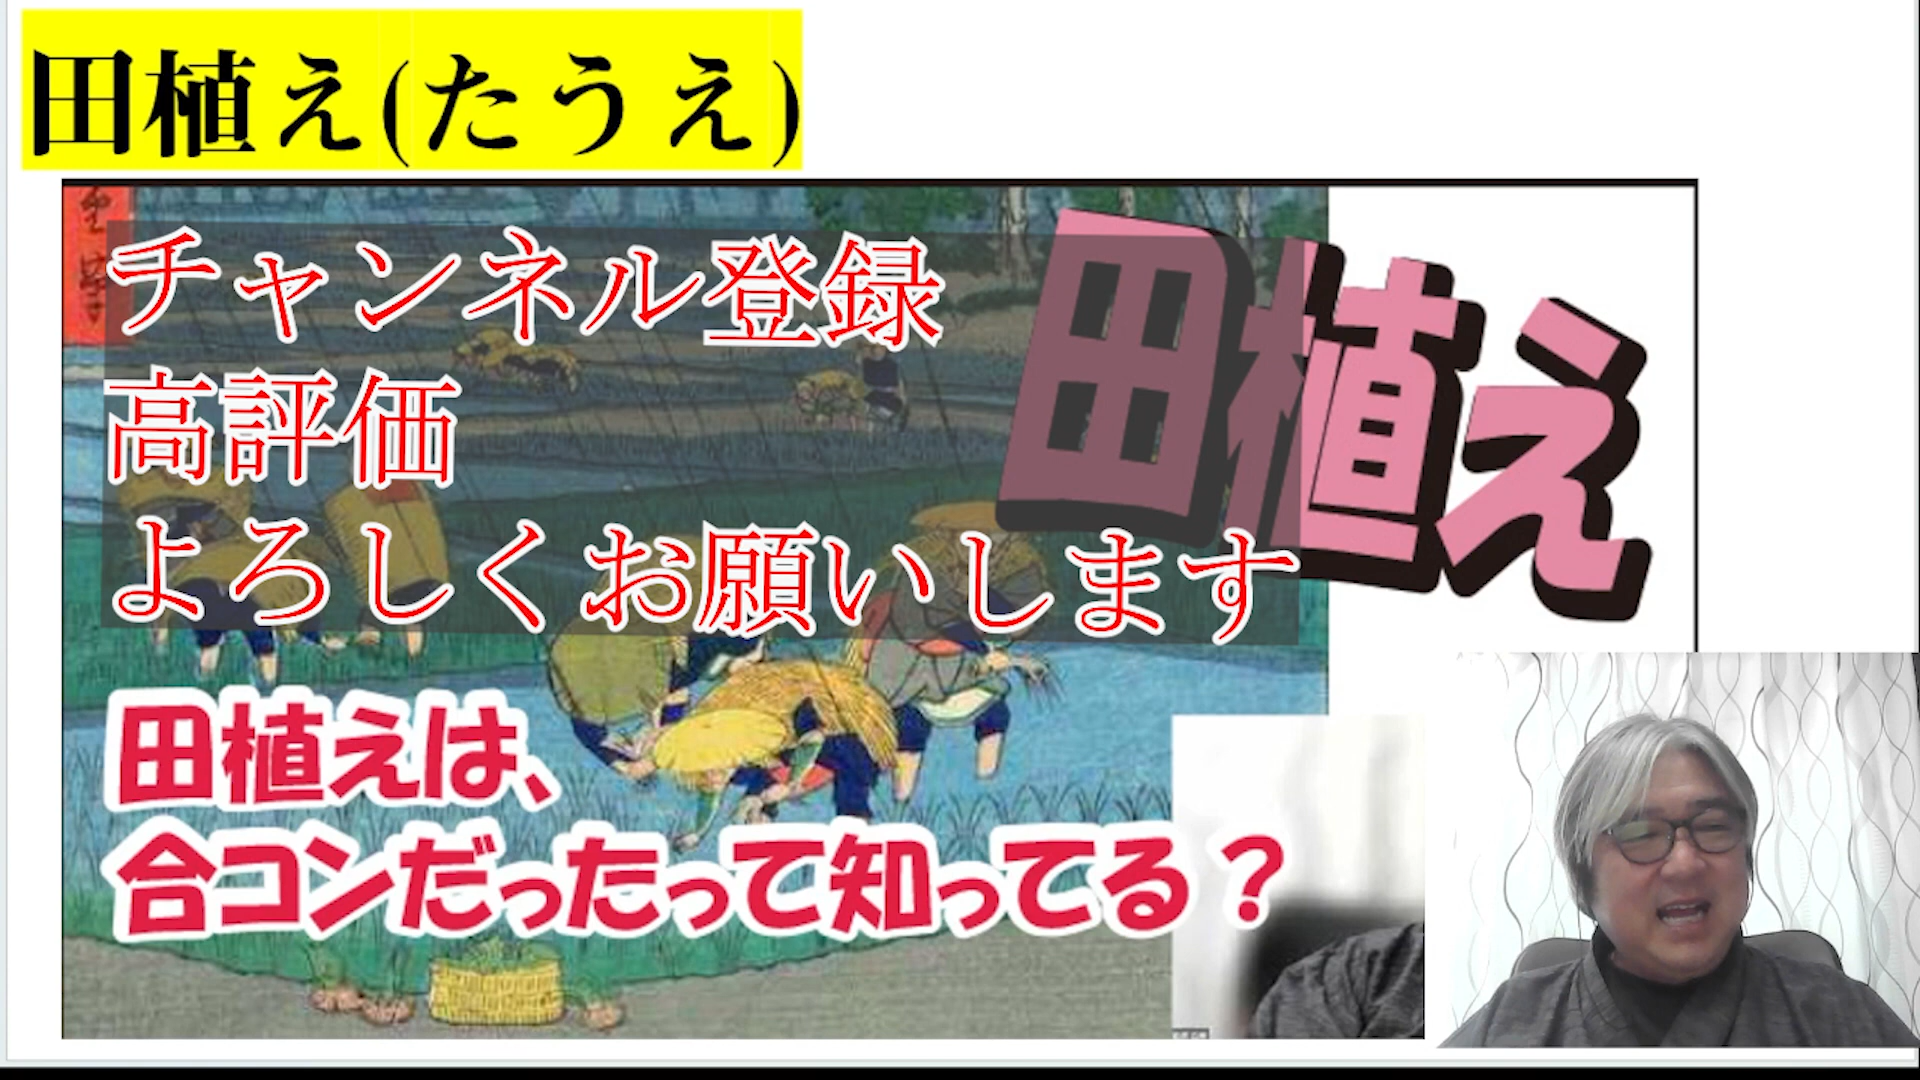 田植え(たうえ)
チャンネル登録
高評価
よろしくお願いします
田植え
田植えは、
合コンだったって知ってる？